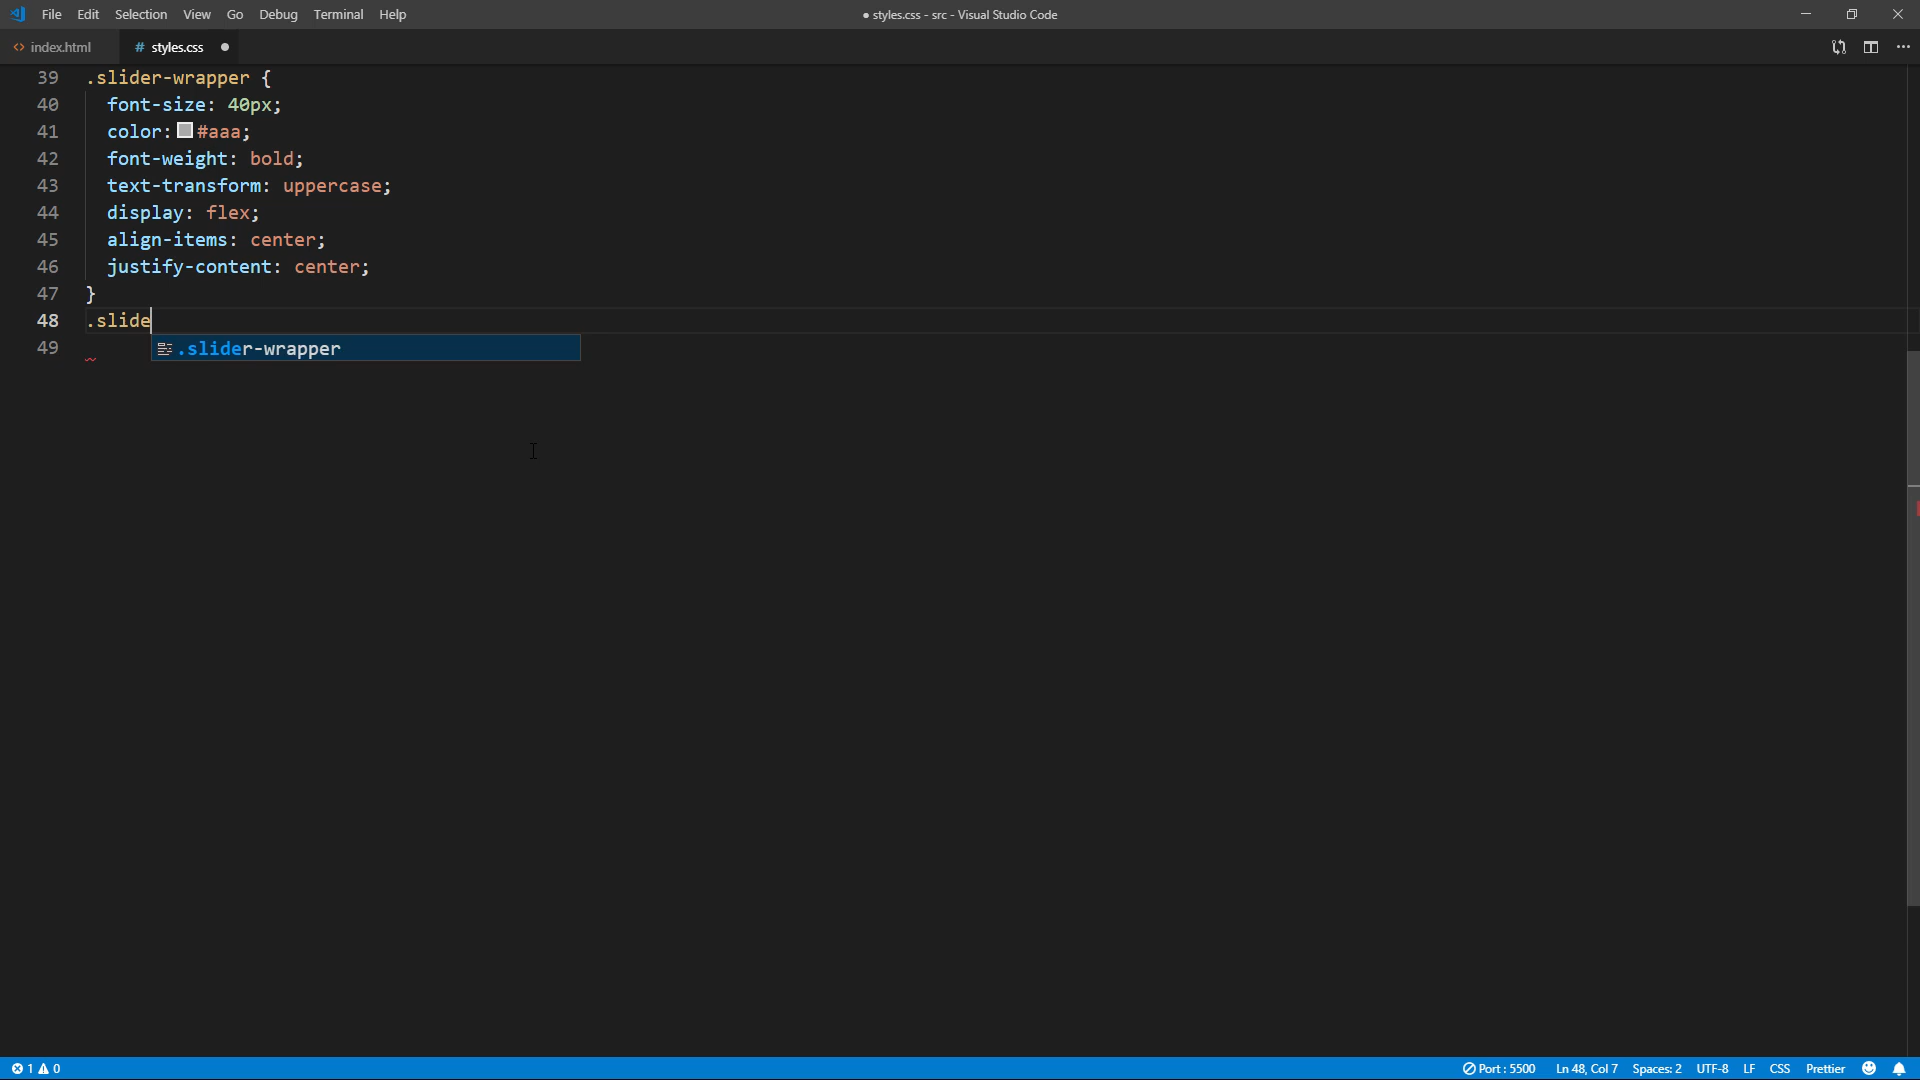 File Edit Selection View Go Debug Terminal Help
● styles.css - src - Visual Studio Code
<> index.html # styles.css ●
39 .slider-wrapper {
40 font-size: 40px;
41 color: #aaa;
42 font-weight: bold;
43 text-transform: uppercase;
44 display: flex;
45 align-items: center;
46 justify-content: center;
47 }
48 .slide
49 .slider-wrapper
1 0 Port : 5500 Ln 48, Col 7 Spaces: 2 UTF-8 LF CSS Prettier